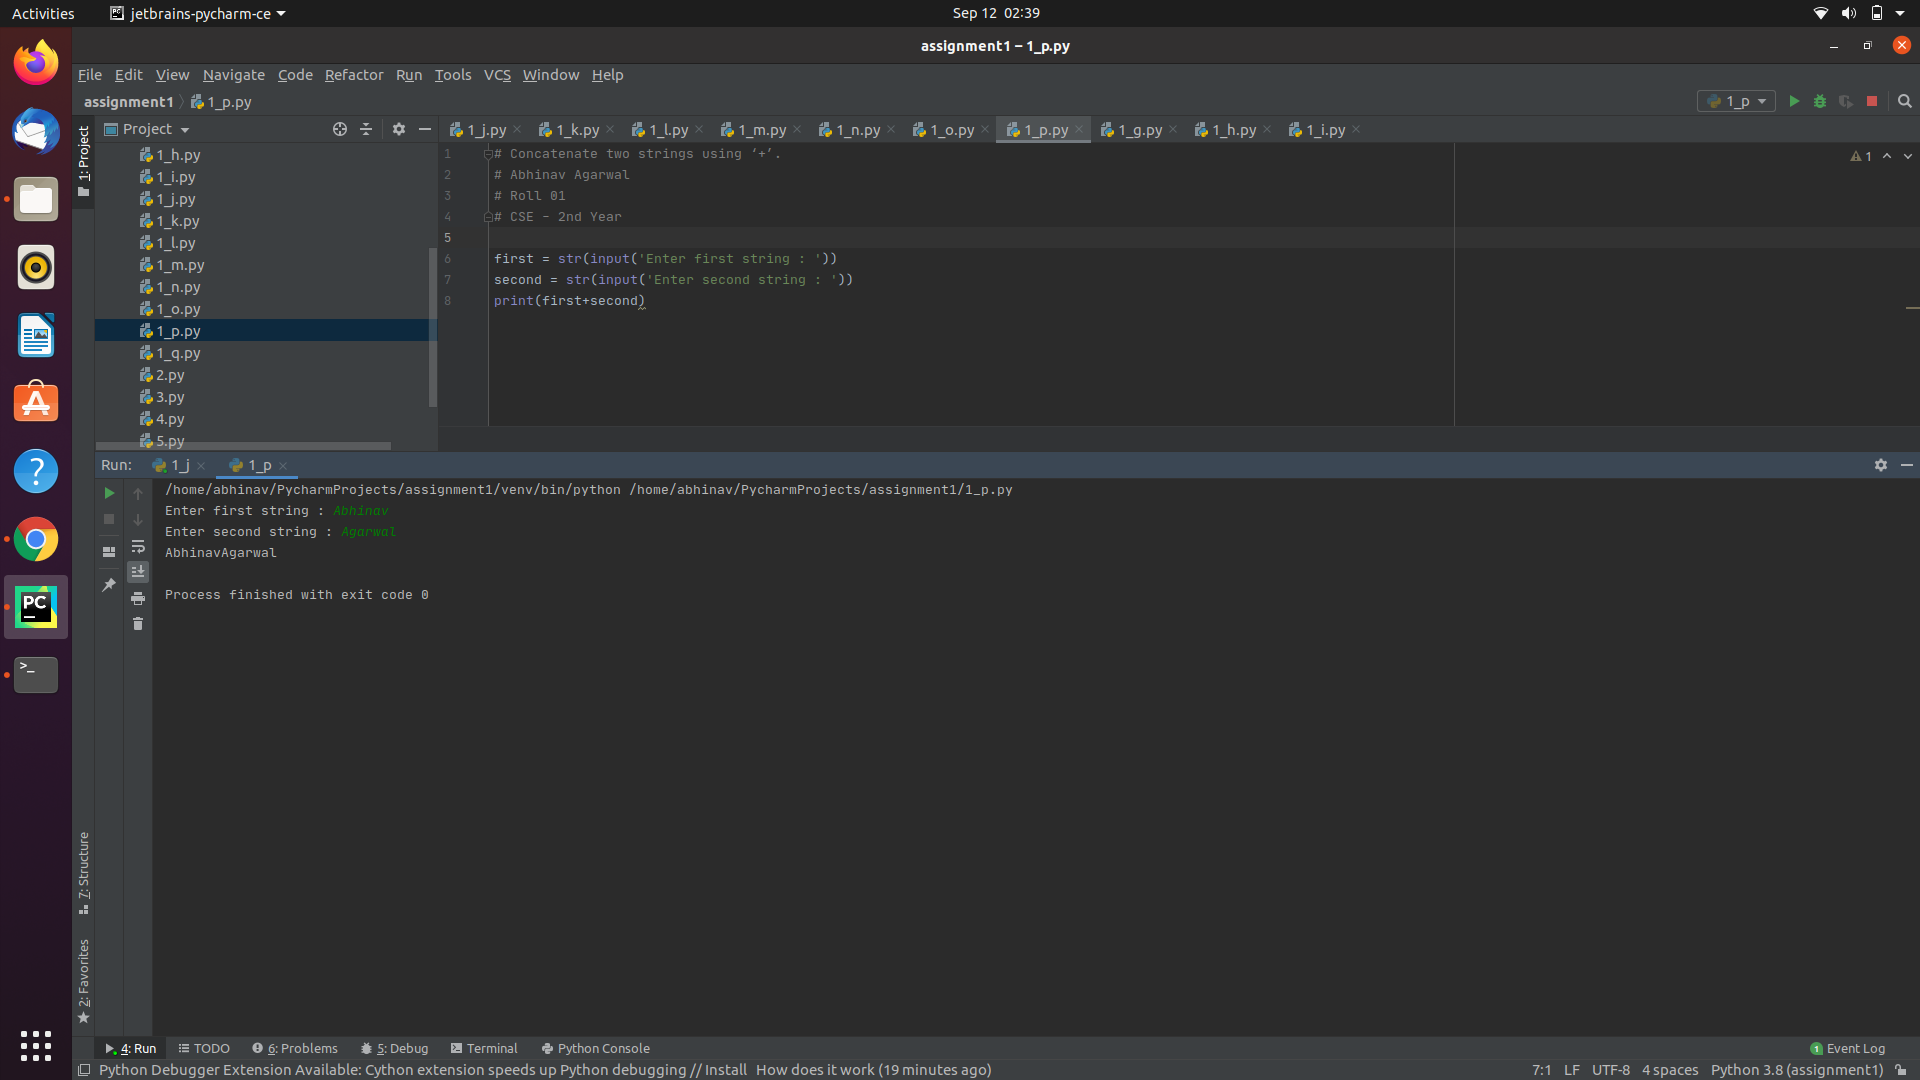 Activities jetbrains-pycharm-ce Sep 12 02:39
assignment1 – 1_p.py
File Edit View Navigate Code Refactor Run Tools VCS Window Help
assignment1 1_p.py 1_p
1: Project
Project
1_h.py
1_i.py
1_j.py
1_k.py
1_l.py
1_m.py
1_n.py
1_o.py
1_p.py
1_q.py
2.py
3.py
4.py
5.py
1_j.py 1_k.py 1_l.py 1_m.py 1_n.py 1_o.py 1_p.py 1_g.py 1_h.py 1_i.py
1 # Concatenate two strings using ‘+’. 1
2 # Abhinav Agarwal
3 # Roll 01
4 # CSE - 2nd Year
5
6 first = str(input('Enter first string : '))
7 second = str(input('Enter second string : '))
8 print(first+second)
Run: 1_j 1_p
/home/abhinav/PycharmProjects/assignment1/venv/bin/python /home/abhinav/PycharmProjects/assignment1/1_p.py
Enter first string : Abhinav
Enter second string : Agarwal
AbhinavAgarwal
Process finished with exit code 0
PC
>_
7: Structure
2: Favorites
4: Run TODO 6: Problems 5: Debug Terminal Python Console 1 Event Log
Python Debugger Extension Available: Cython extension speeds up Python debugging // Install How does it work (19 minutes ago) 7:1 LF UTF-8 4 spaces Python 3.8 (assignment1)